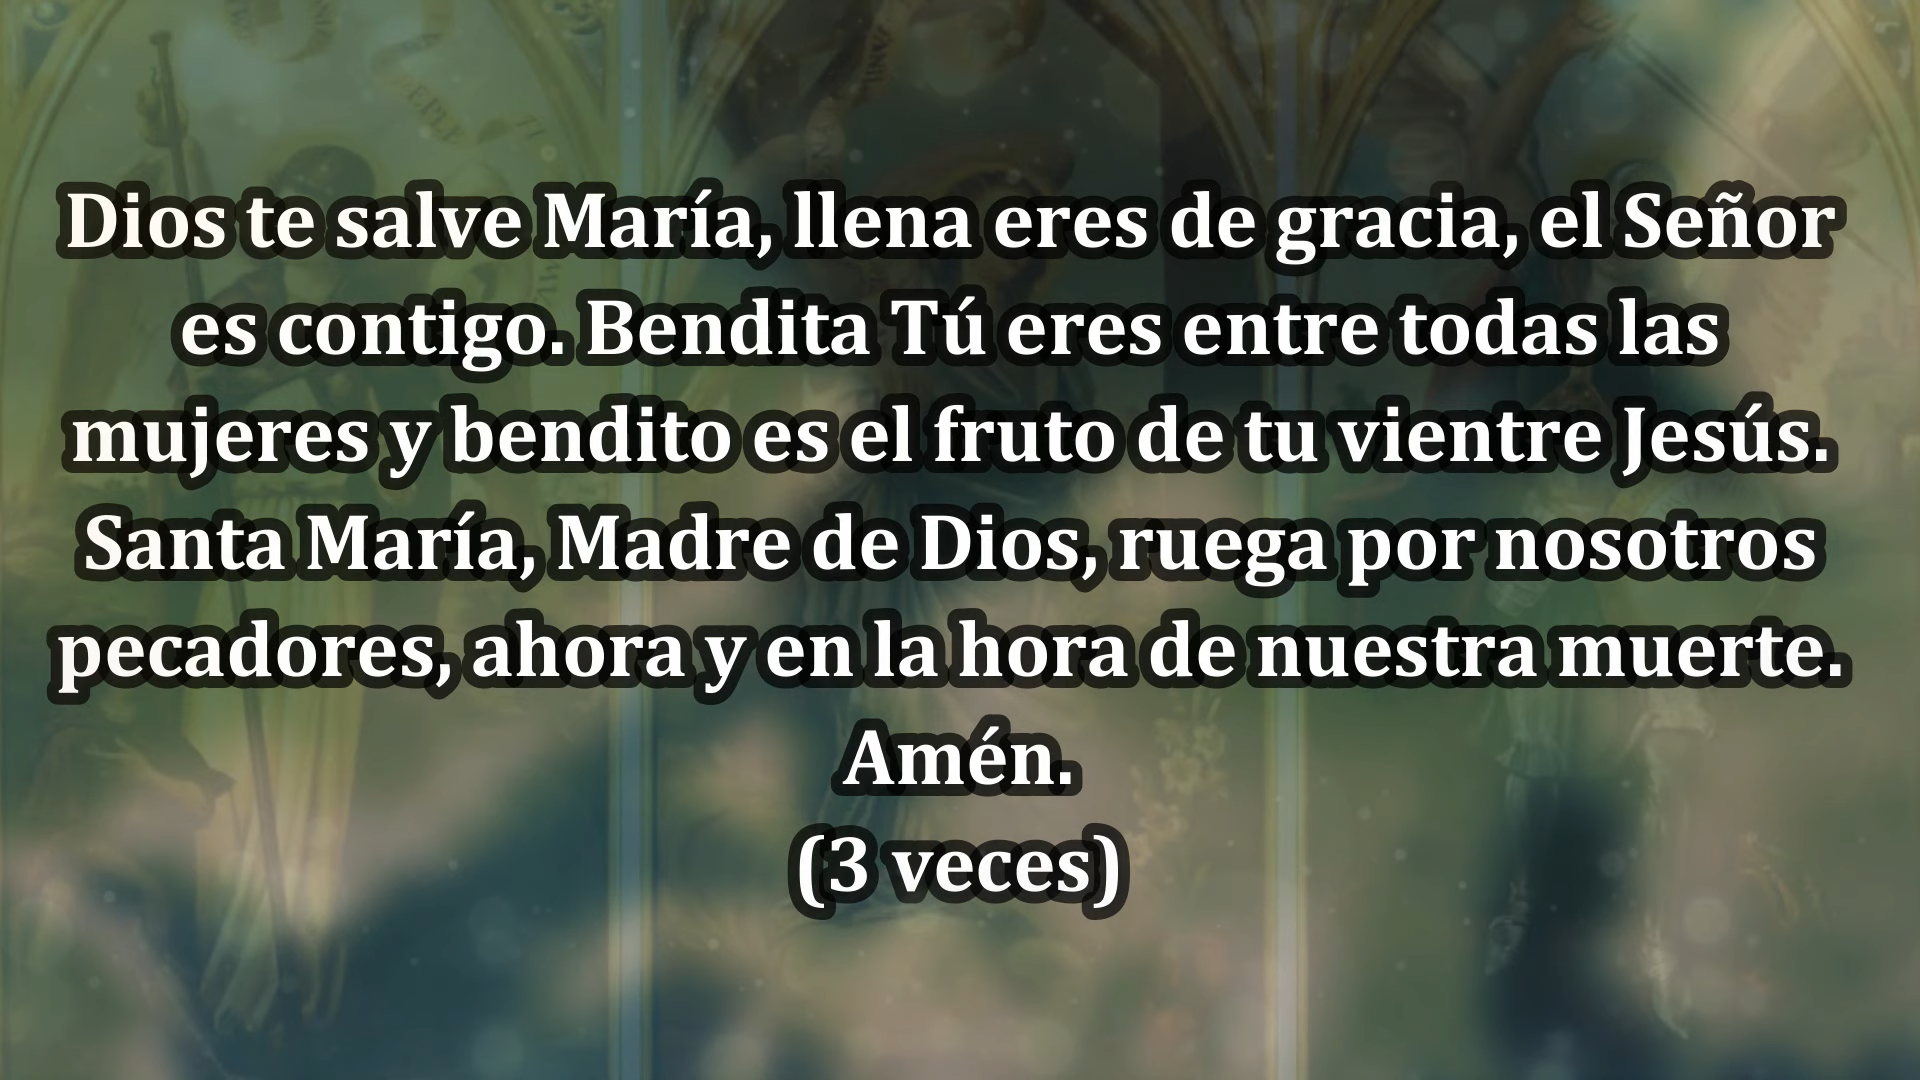 Dios te salve María, llena eres de gracia, el Señor
es contigo. Bendita Tú eres entre todas las
mujeres y bendito es el fruto de tu vientre Jesús.
Santa María, Madre de Dios, ruega por nosotros
pecadores, ahora y en la hora de nuestra muerte.
Amén.
(3 veces)